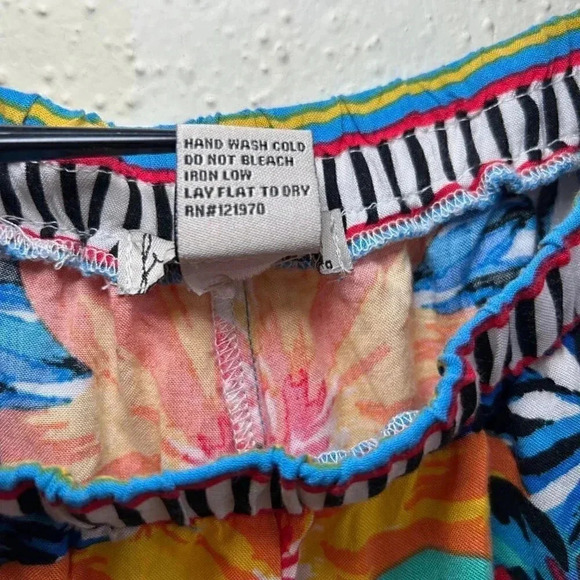 HAND WASH COLD
DO NOT BLEACH
IRON LOW
LAY FLAT TO DRY
RN#121970